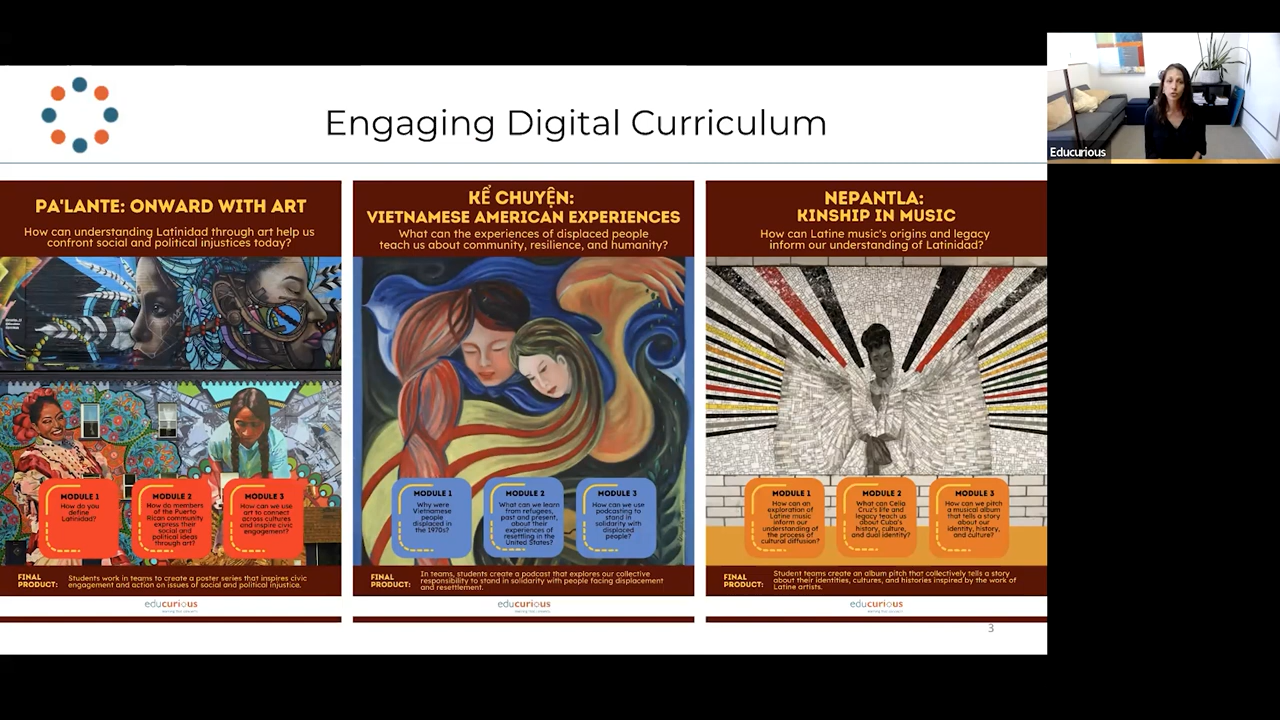 Engaging Digital Curriculum
Educurious
PA'LANTE: ONWARD WITH ART
How can understanding Latinidad through art help us
confront social and political injustices today?
MODULE 1
How do you
define
Latinidad?
MODULE 2
How do members
of the Puerto
Rican community
express their
social and
political ideas
through art?
MODULE 3
How can we use
art to connect
across cultures
and inspire civic
engagement?
FINAL
PRODUCT:
Students work in teams to create a poster series that inspires civic
engagement and action on issues of social and political injustice.
educurious
KỂ CHUYỆN:
VIETNAMESE AMERICAN EXPERIENCES
What can the experiences of displaced people
teach us about community, resilience, and humanity?
MODULE 1
Why were
Vietnamese
people
displaced in
the 1970s?
MODULE 2
What can we learn
from refugees,
past and present,
about their
experiences of
resettling in the
United States?
MODULE 3
How can we use
podcasting to
stand in
solidarity with
displaced
people?
FINAL
PRODUCT:
In teams, students create a podcast that explores our collective
responsibility to stand in solidarity with people facing displacement
and resettlement.
educurious
NEPANTLA:
KINSHIP IN MUSIC
How can Latine music's origins and legacy
inform our understanding of Latinidad?
MODULE 1
How can an
exploration of
Latine music
inform our
understanding of
the process of
cultural diffusion?
MODULE 2
What can Celia
Cruz's life and
legacy teach us
about Cuba's
history, culture,
and dual identity?
MODULE 3
How can we pitch
a musical album
that tells a story
about our
identity, history,
and culture?
FINAL
PRODUCT:
Student teams create an album pitch that collectively tells a story
about their identities, cultures, and histories inspired by the work of
Latine artists.
educurious
3